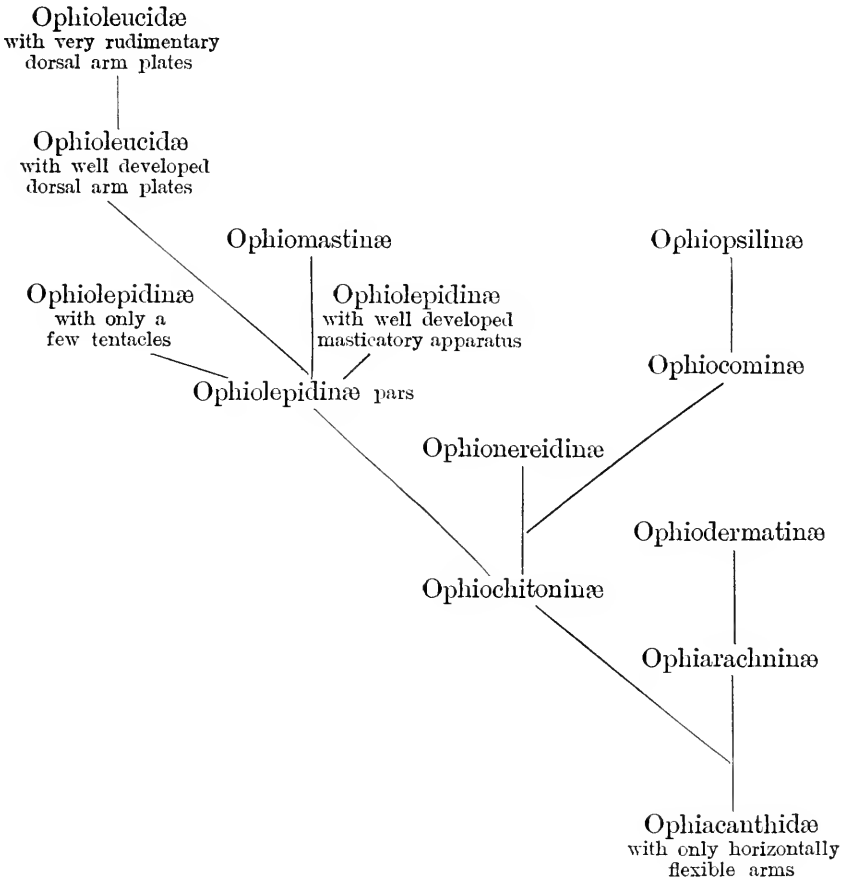 Ophioleucidæ
with very rudimentary
dorsal arm plates
Ophioleucidæ
with well developed
dorsal arm plates
Ophiomastinæ
Ophiopsilinæ
Ophiolepidinæ
with only a
few tentacles
Ophiolepidinæ
with well developed
masticatory apparatus
Ophiocominæ
Ophiolepidinæ pars
Ophionereidinæ
Ophiodermatinæ
Ophiochitoninæ
Ophiarachninæ
Ophiacanthidæ
with only horizontally
flexible arms